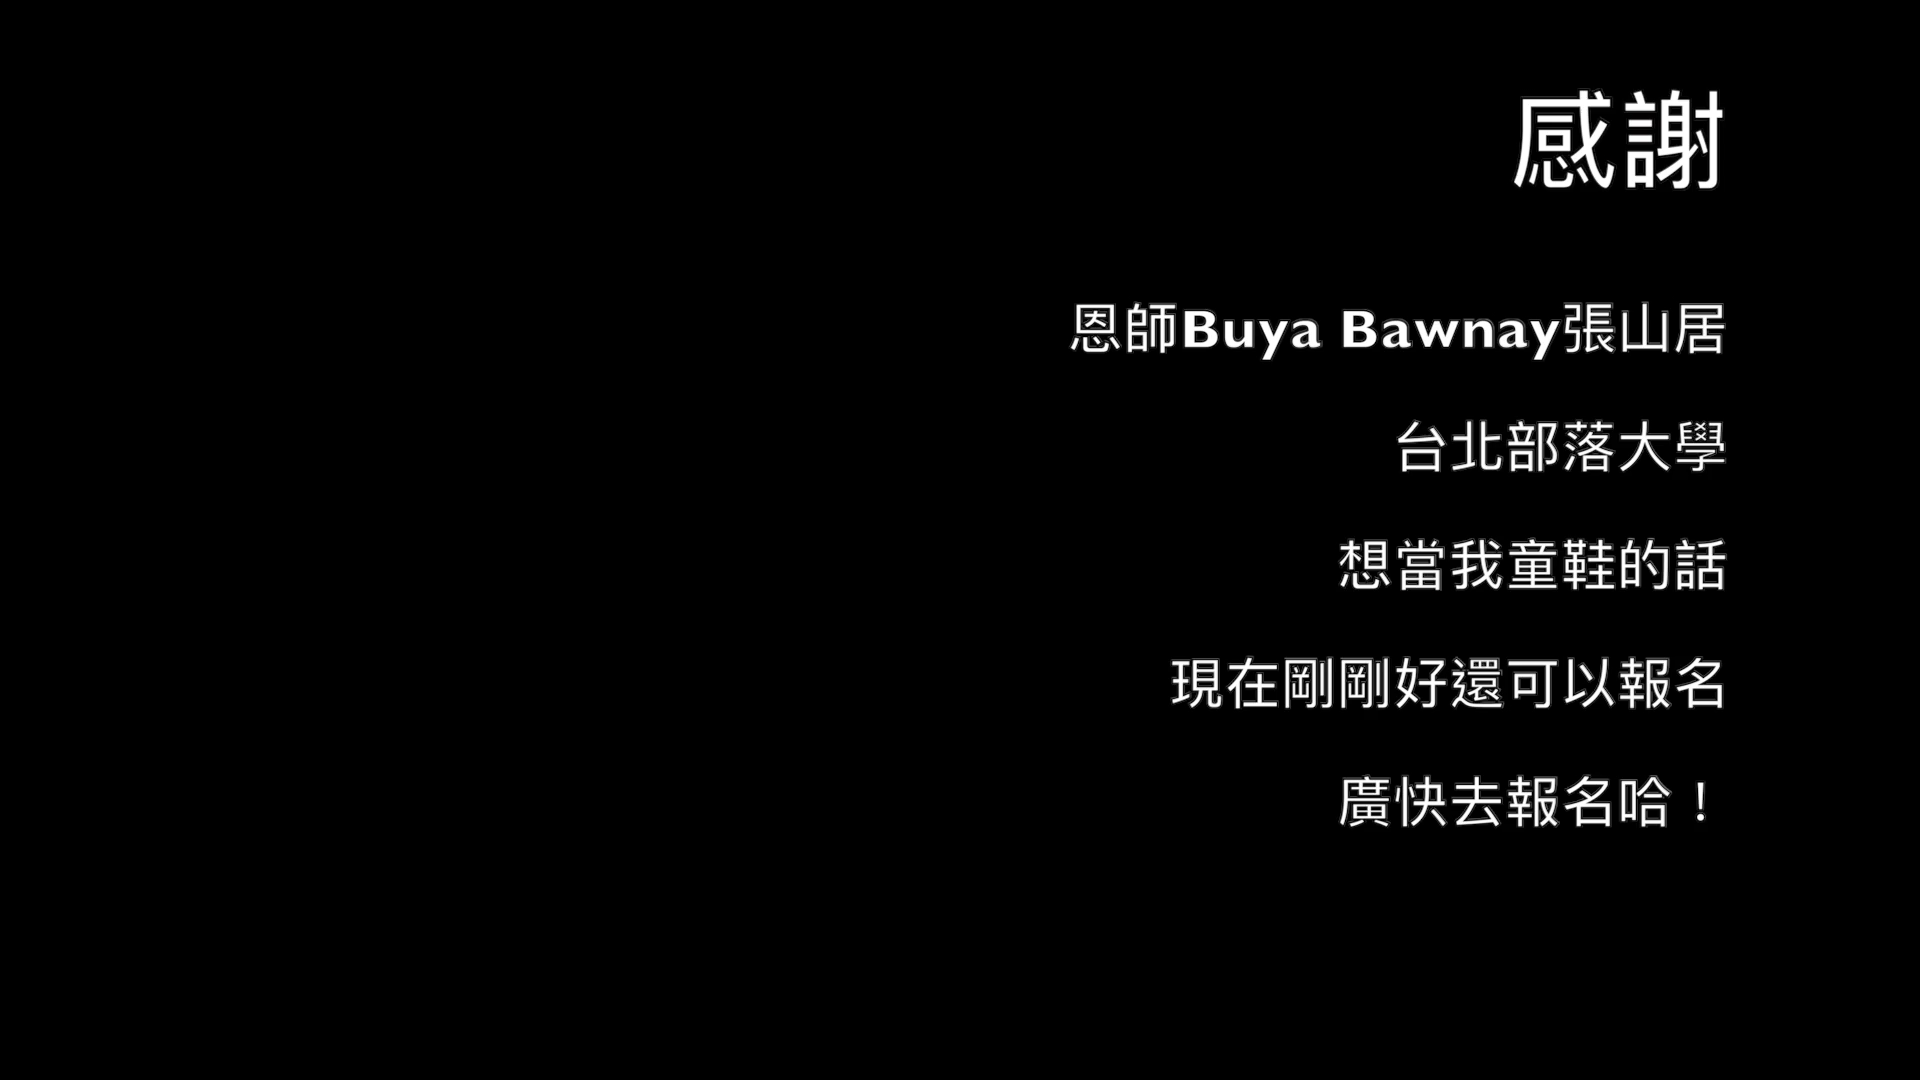 感謝
恩師Buya Bawnay張山居
台北部落大學
想當我童鞋的話
現在剛剛好還可以報名
廣快去報名哈！